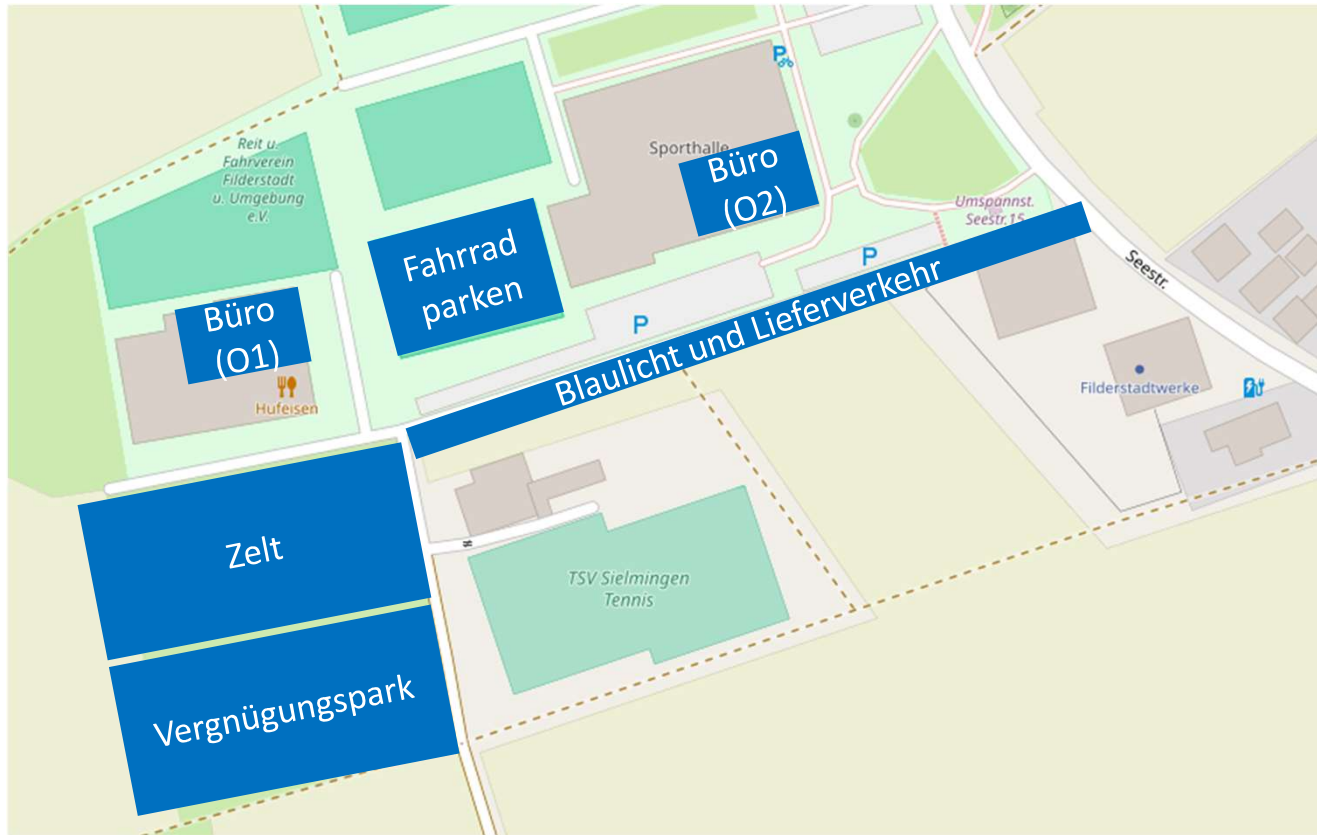 Reit u.
Fahrverein
Filderstadt
u. Umgebung
e.V.
P
Sporthalle
Büro
(O2)
Umspannst.
Seestr.15
Fahrrad
parken
P
Seestr.
Büro
(O1)
P
Blaulicht und Lieferverkehr
Hufeisen
Filderstadtwerke
Zelt
TSV Sielmingen
Tennis
Vergnügungspark